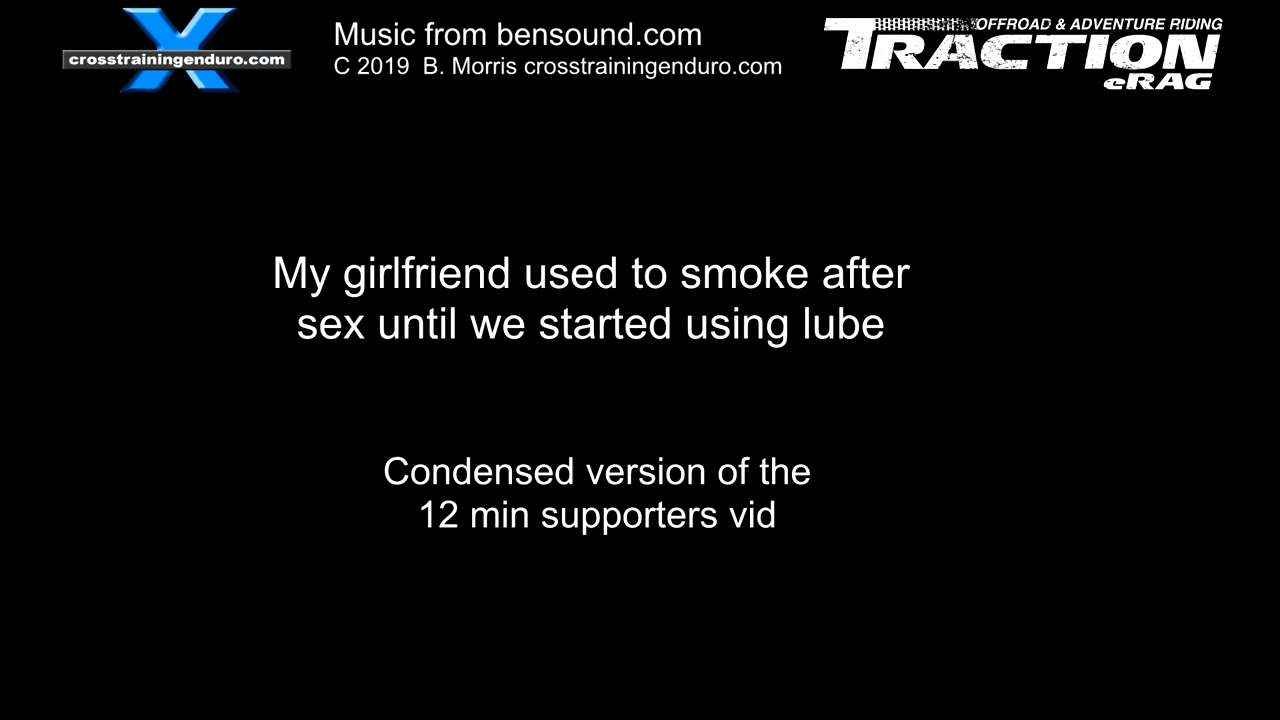 crosstrainingenduro.com
Music from bensound.com
C 2019 B. Morris crosstrainingenduro.com
OFFROAD & ADVENTURE RIDING
TRACTION
eRAG
My girlfriend used to smoke after
sex until we started using lube
Condensed version of the
12 min supporters vid